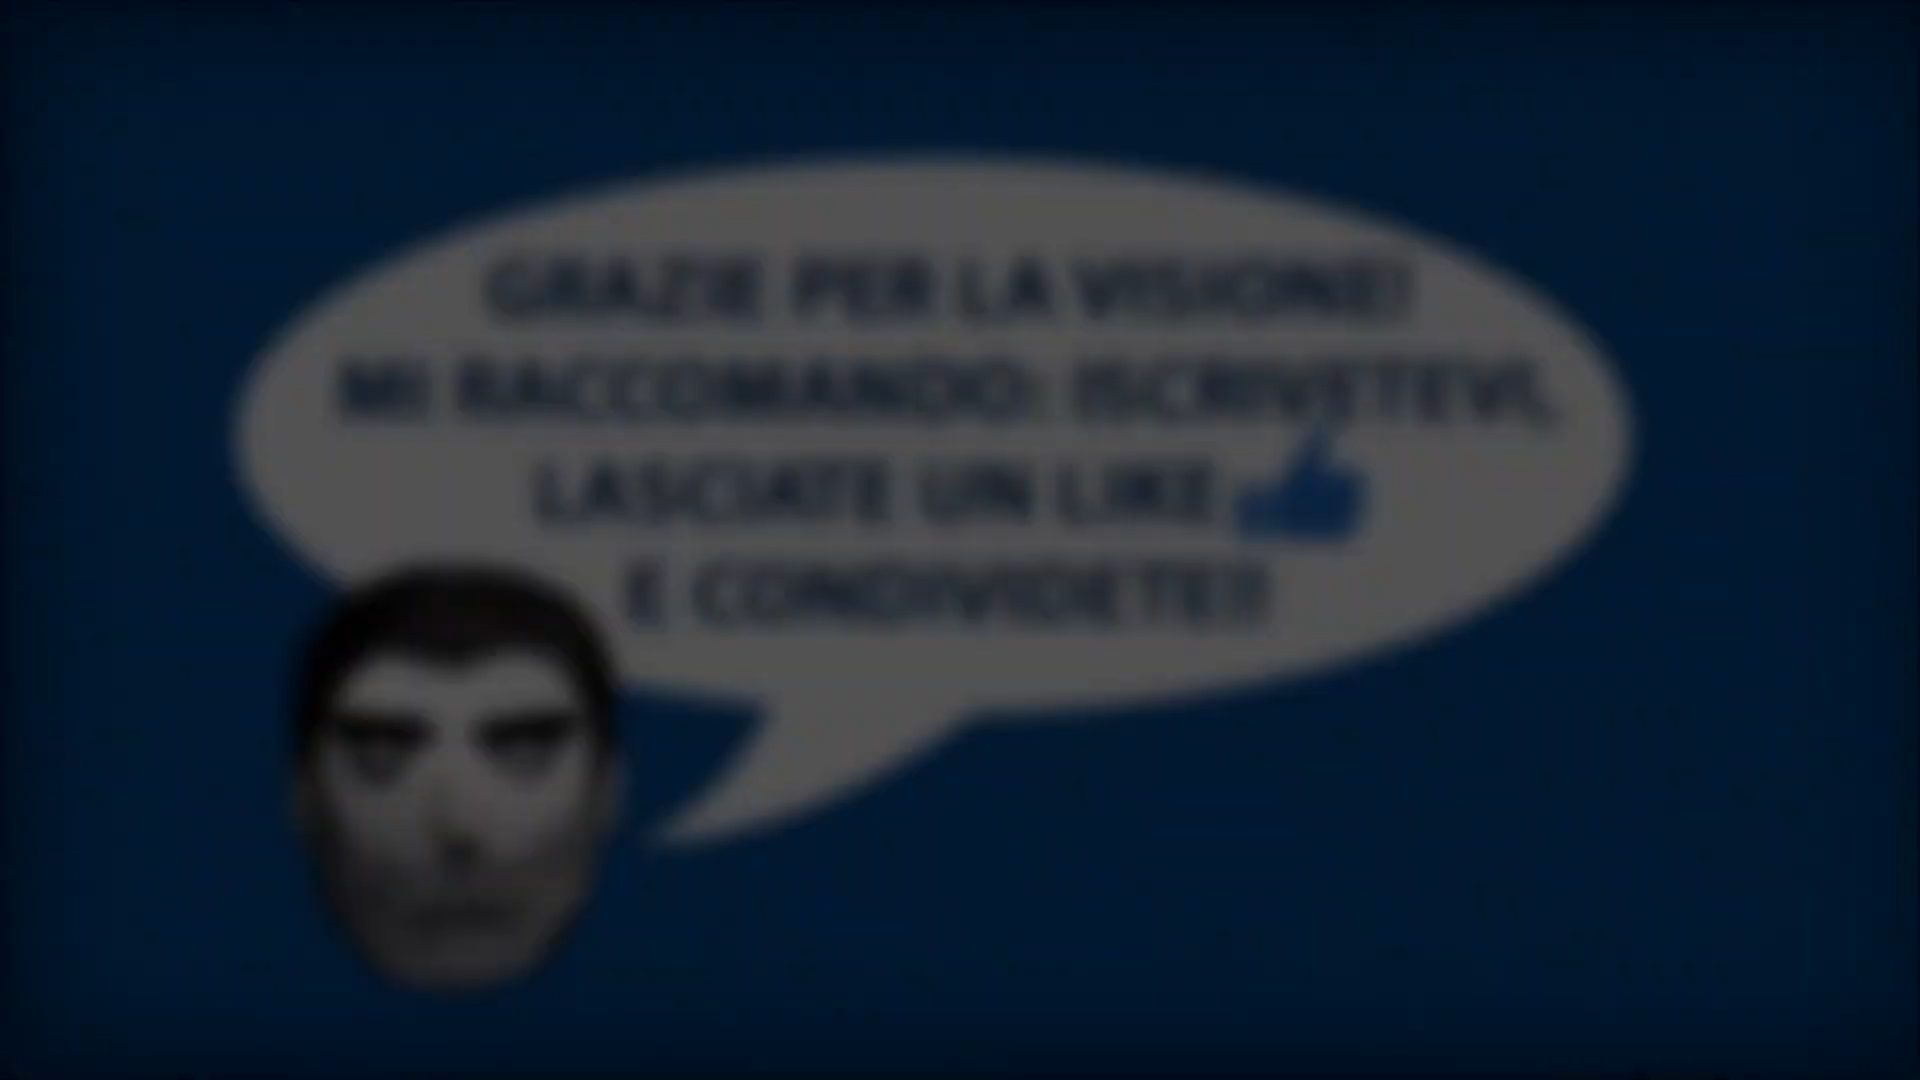 GRAZIE PER LA VISIONE!
MI RACCOMANDO: ISCRIVETEVI,
LASCIATE UN LIKE
E CONDIVIDETE!!